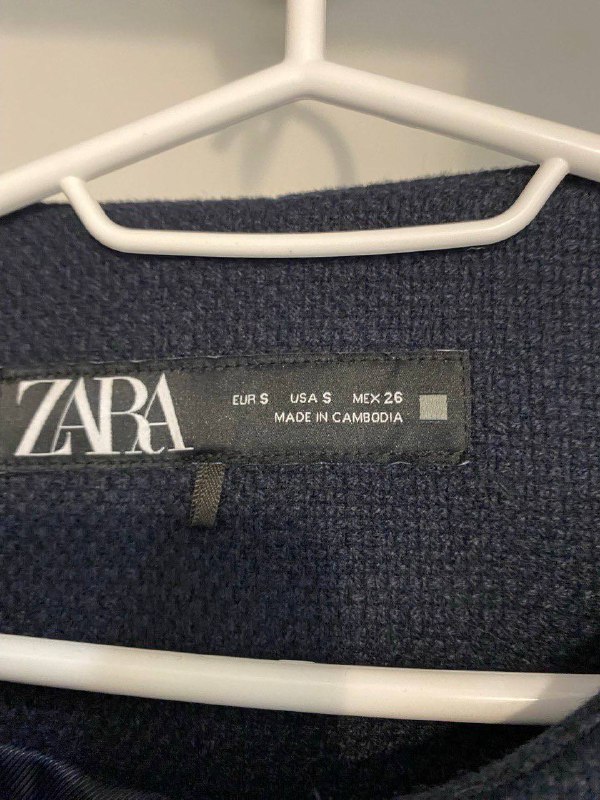 ZARA
EUR S USA S MEX 26
MADE IN CAMBODIA